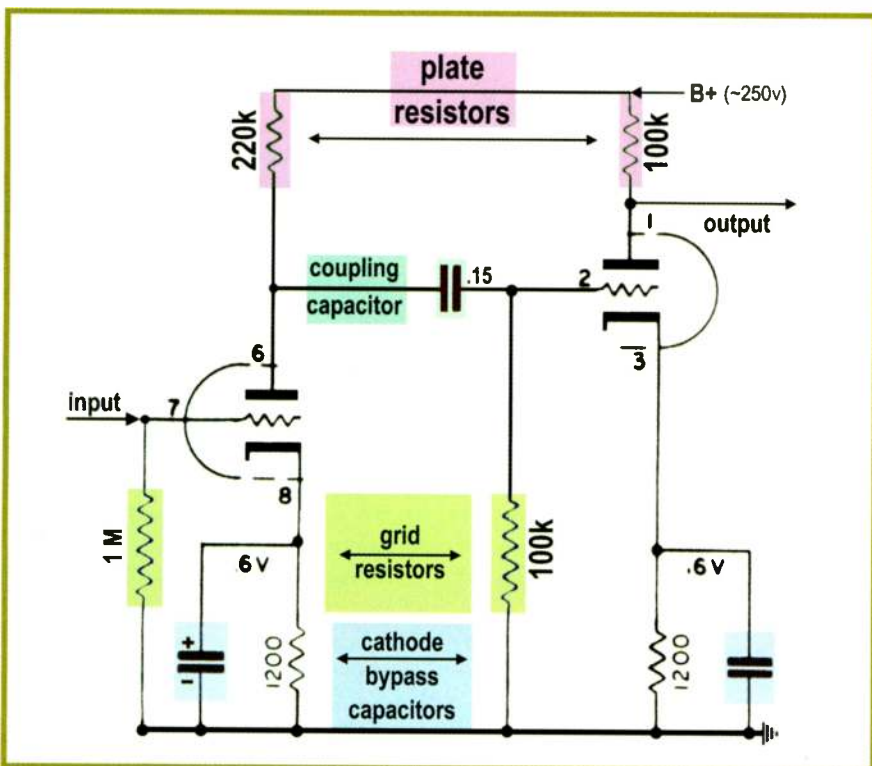 plate
resistors
B+ (~250v)
220k
100k
1
output
coupling
capacitor
.15
2
3
6
input
7
8
1M
.6 V
grid
resistors
100k
.6 V
+
-
1200
cathode
bypass
capacitors
1200